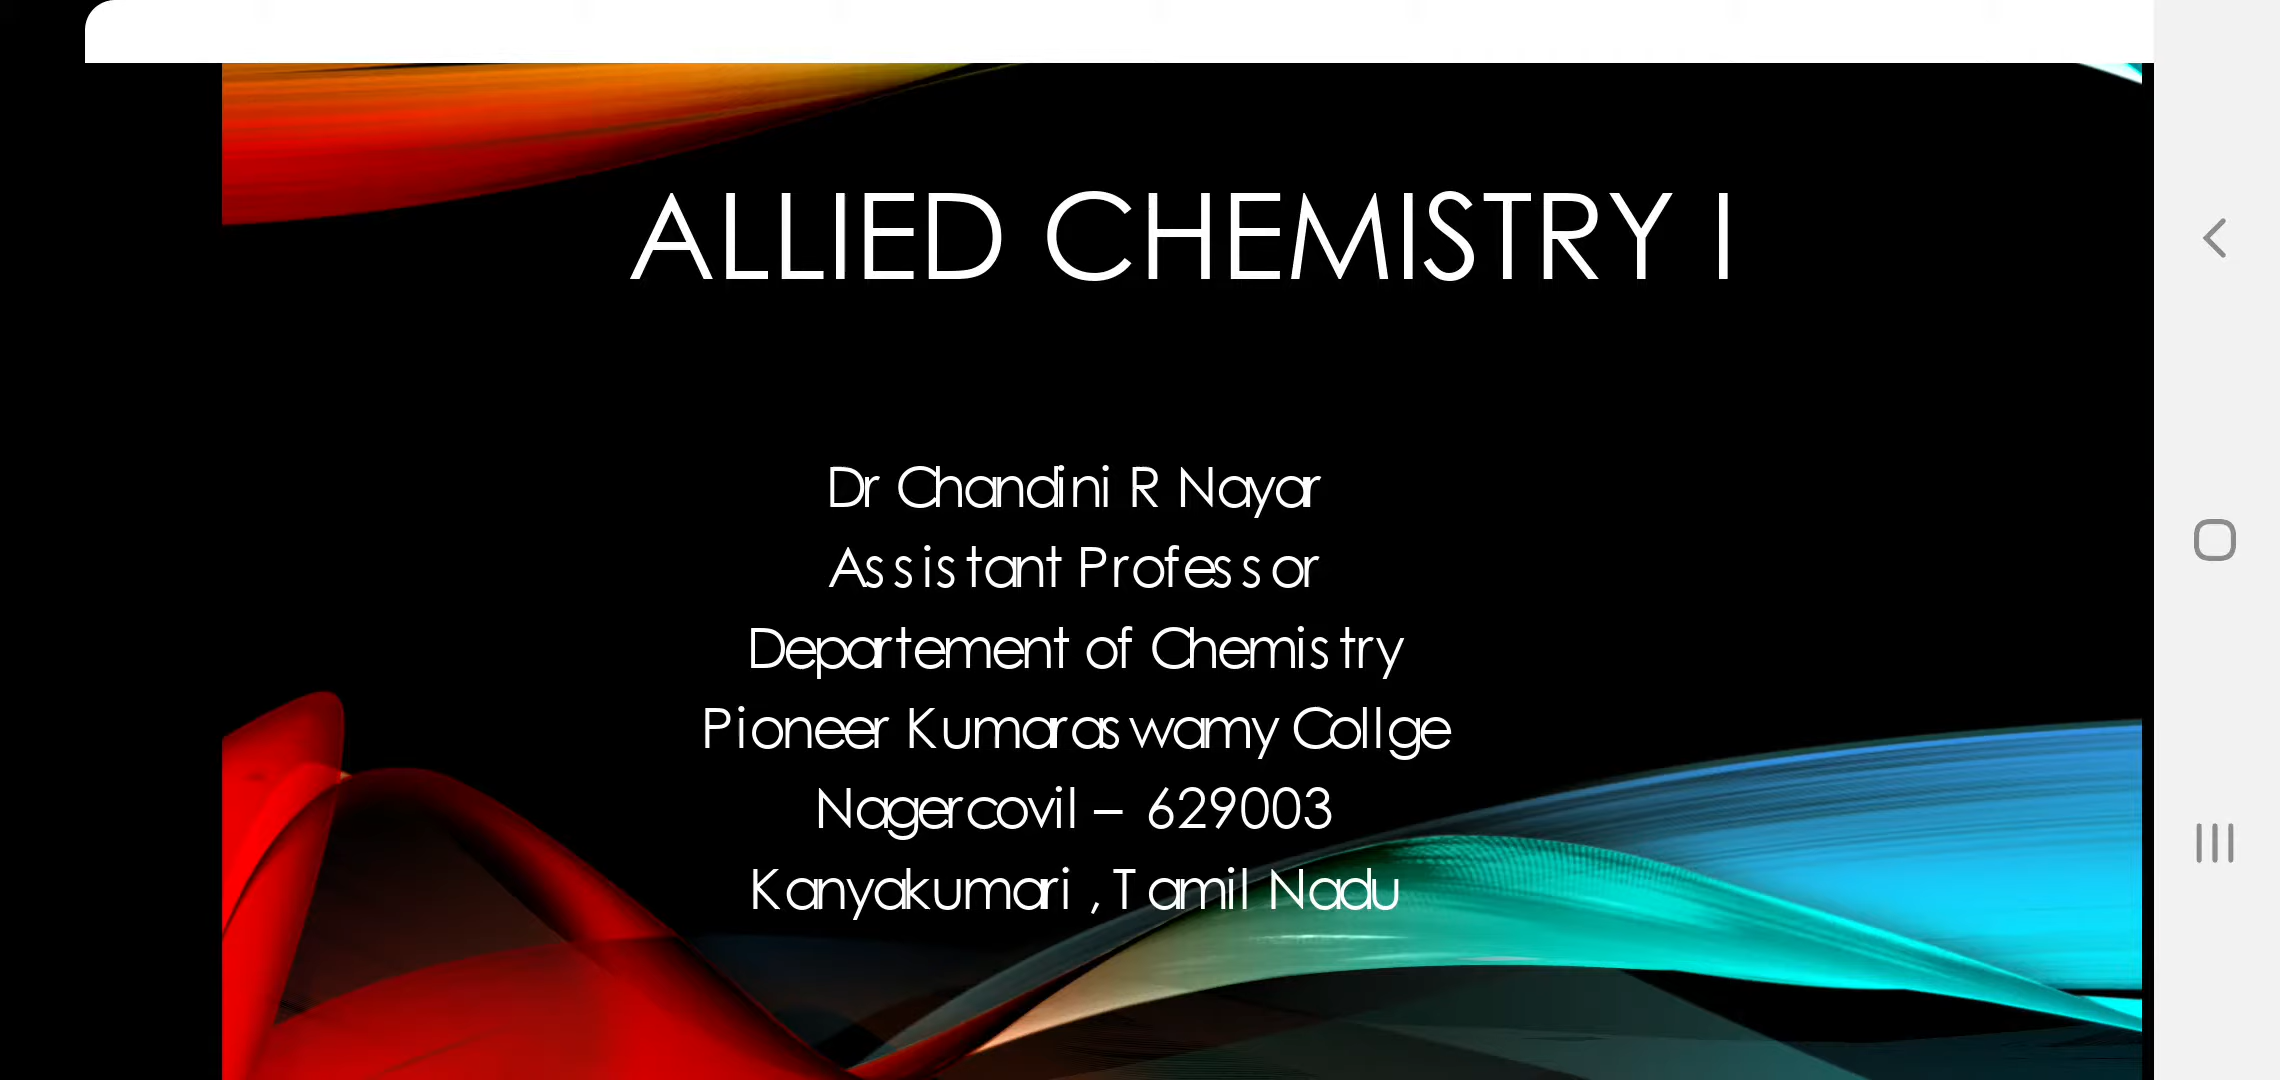 ALLIED CHEMISTRY I
Dr Chandini R Nayar
Assistant Professor
Departement of Chemistry
Pioneer Kumaraswamy Collge
Nagercovil – 629003
Kanyakumari ,Tamil Nadu